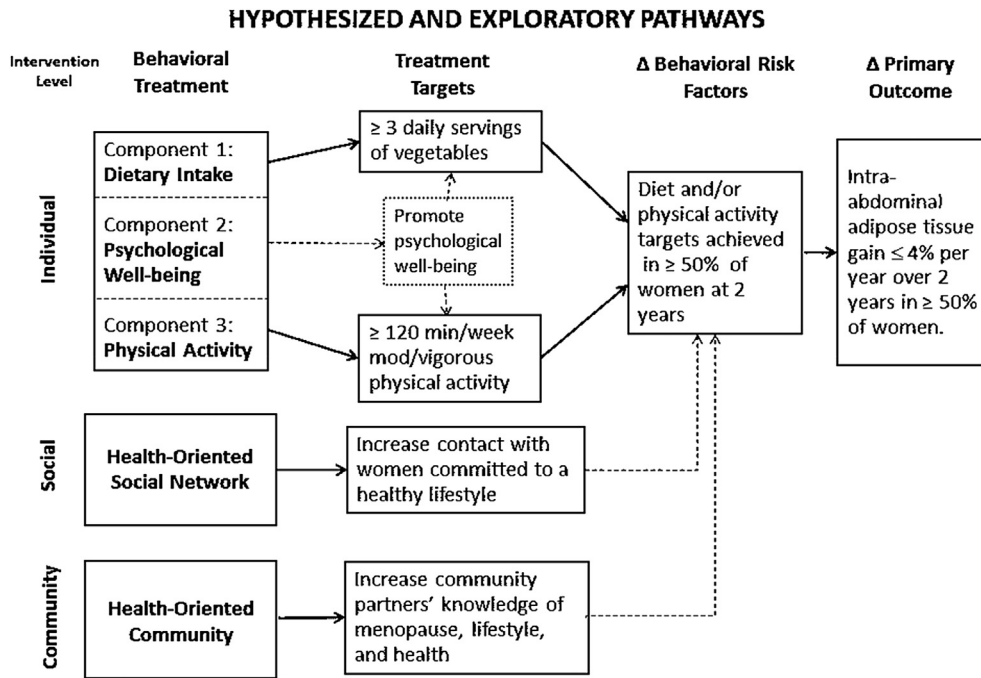 HYPOTHESIZED AND EXPLORATORY PATHWAYS
Intervention
Level
Behavioral
Treatment
Treatment
Targets
Δ Behavioral Risk
Factors
Δ Primary
Outcome
Individual
Component 1:
Dietary Intake
Component 2:
Psychological
Well-being
Component 3:
Physical Activity
≥ 3 daily servings
of vegetables
Promote
psychological
well-being
≥ 120 min/week
mod/vigorous
physical activity
Diet and/or
physical activity
targets achieved
in ≥ 50% of
women at 2
years
Intra-
abdominal
adipose tissue
gain ≤ 4% per
year over 2
years in ≥ 50%
of women.
Social
Health-Oriented
Social Network
Increase contact with
women committed to a
healthy lifestyle
Community
Health-Oriented
Community
Increase community
partners’ knowledge of
menopause, lifestyle,
and health